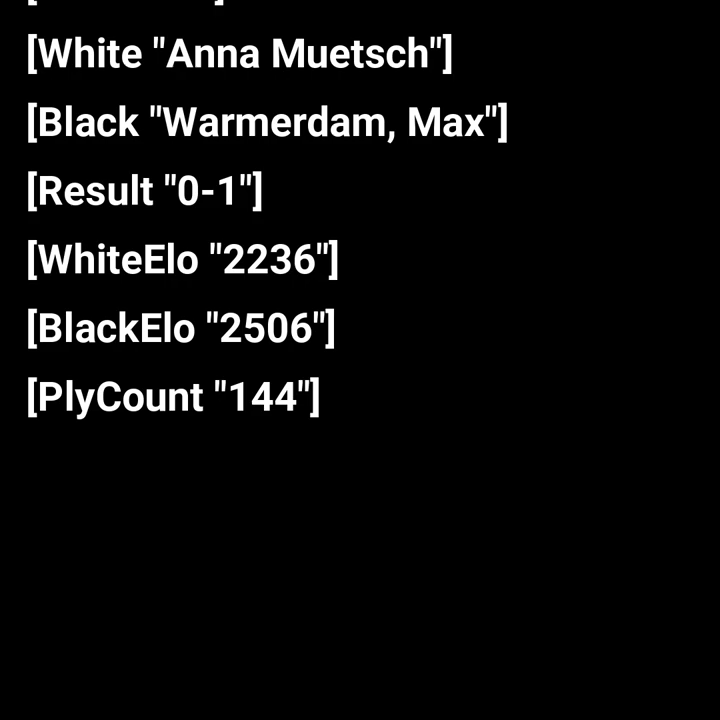 [White "Anna Muetsch"]
[Black "Warmerdam, Max"]
[Result "0-1"]
[WhiteElo "2236"]
[BlackElo "2506"]
[PlyCount "144"]